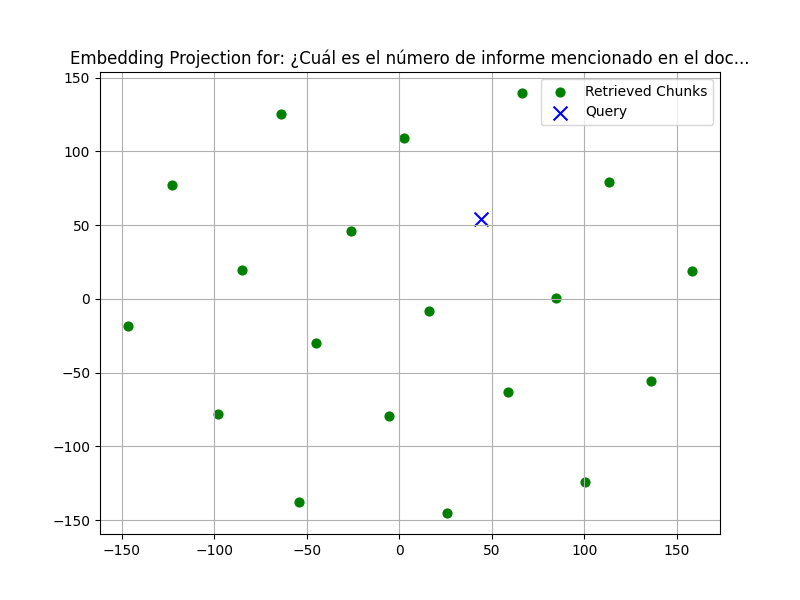 Embedding Projection for: ¿Cuál es el número de informe mencionado en el doc...
Retrieved Chunks
Query
150
100
50
0
−50
−100
−150
−150 −100 −50 0 50 100 150